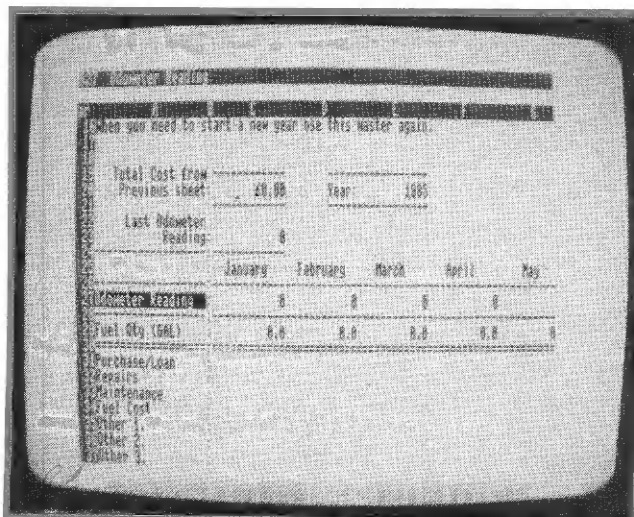 Odometer Reading
When you need to start a new year use this master again.
Total Cost from
Previous sheet £0.00 Year: 1985
Last Odometer
Reading 0
January February March April May
Odometer Reading 0 0 0 0
Fuel Qty (GAL) 0.0 0.0 0.0 0.0 0
Purchase/Loan
Repairs
Maintenance
Fuel Cost
Other 1.
Other 2.
Other 3.